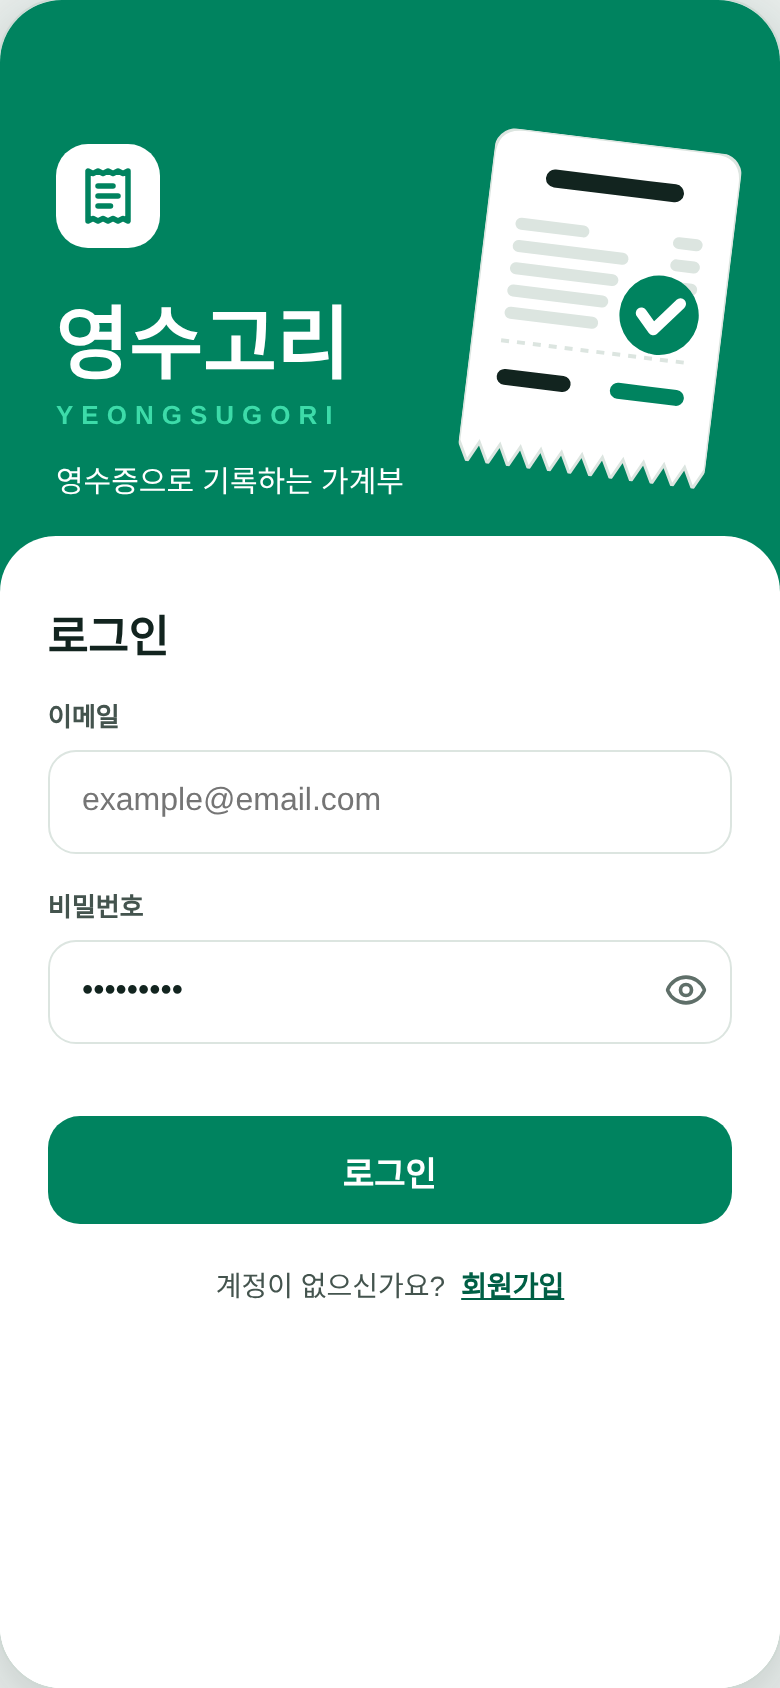 영수고리
YEONGSUGORI
영수증으로 기록하는 가계부
로그인
이메일
example@email.com
비밀번호
•••••••••
로그인
계정이 없으신가요? 회원가입